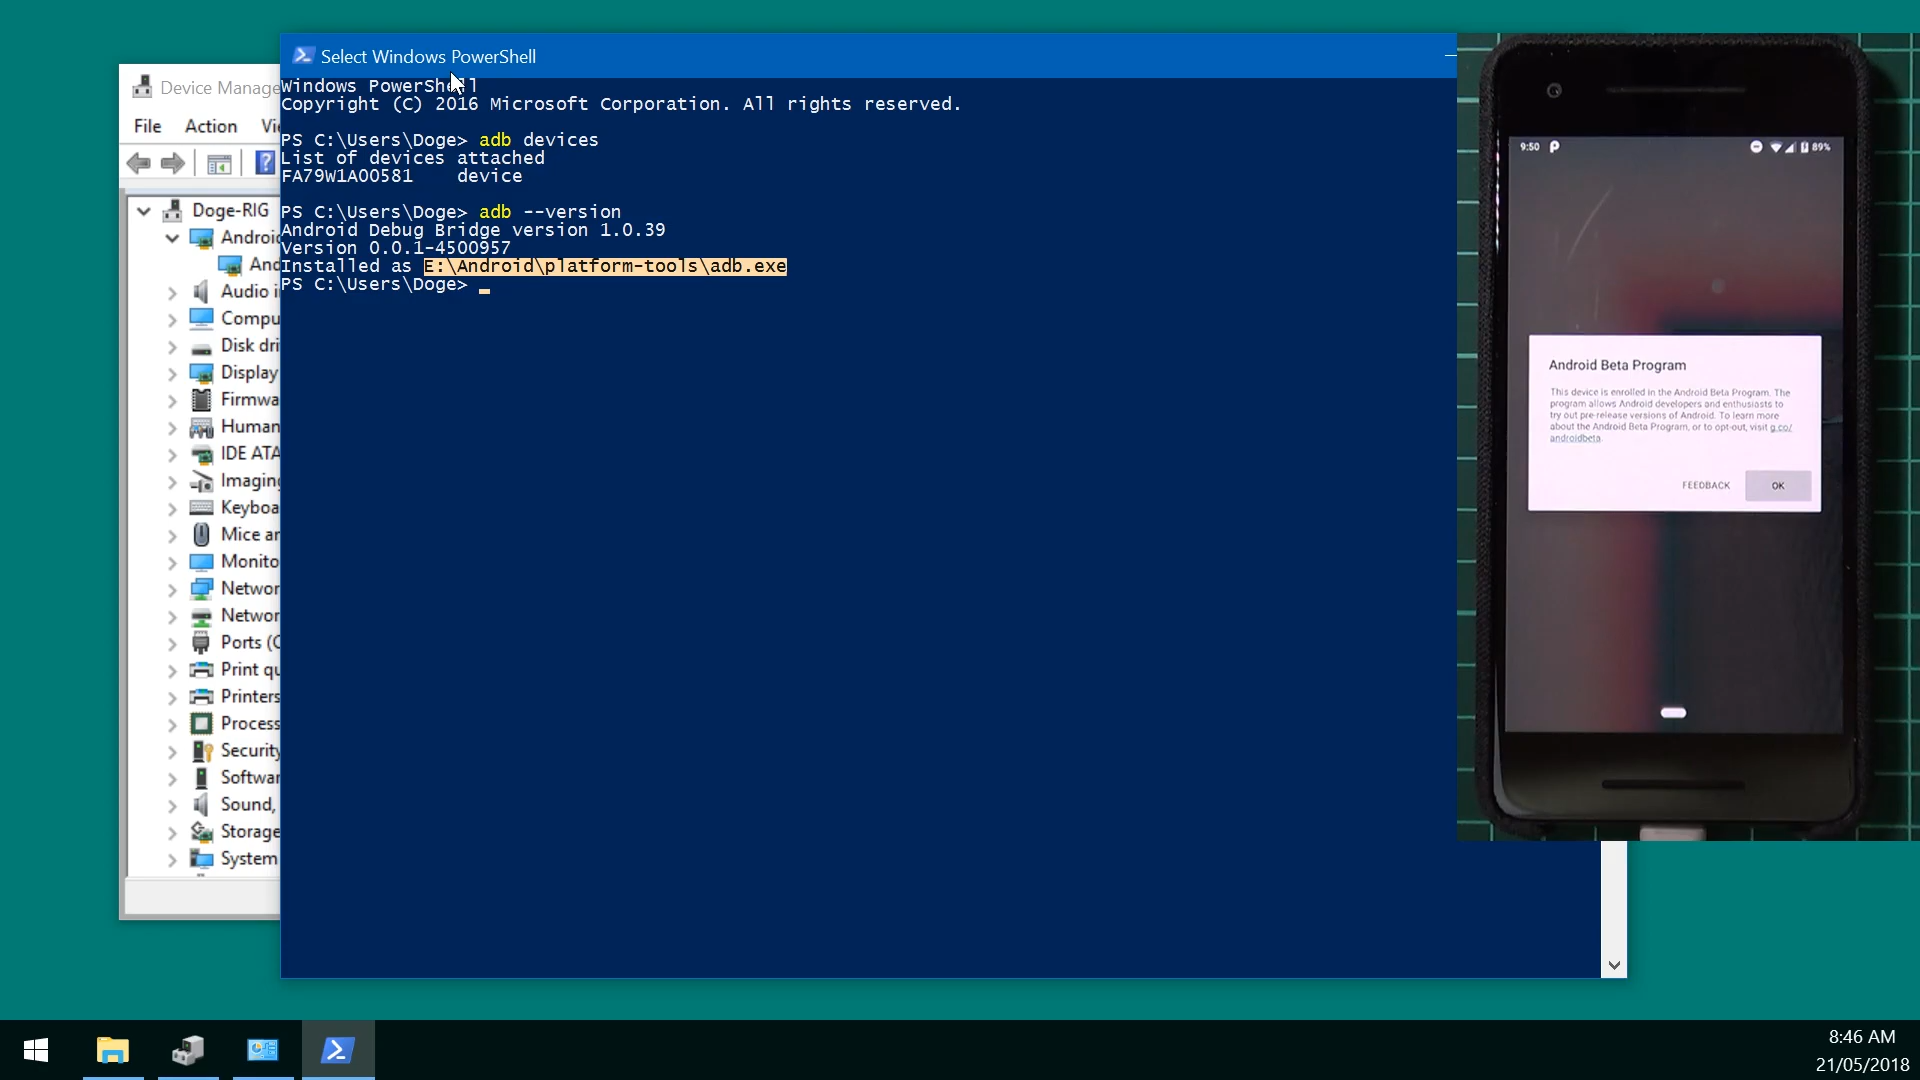 Select Windows PowerShell
Device Manage
File Action Vi
Windows PowerShell
Copyright (C) 2016 Microsoft Corporation. All rights reserved.
PS C:\Users\Doge> adb devices
List of devices attached
FA79W1A00581 device
PS C:\Users\Doge> adb --version
Android Debug Bridge version 1.0.39
Version 0.0.1-4500957
Installed as E:\Android\platform-tools\adb.exe
PS C:\Users\Doge>
Doge-RIG
Androi
And
Audio i
Compu
Disk dri
Display
Firmwa
Human
IDE ATA
Imaging
Keyboa
Mice ar
Monito
Networ
Networ
Ports (C
Print qu
Printers
Process
Security
Softwar
Sound,
Storage
System
9:50
89%
Android Beta Program
This device is enrolled in the Android Beta Program. The
program allows Android developers and enthusiasts to
try out pre-release versions of Android. To learn more
about the Android Beta Program, or to opt-out, visit g.co/
androidbeta.
FEEDBACK OK
8:46 AM
21/05/2018